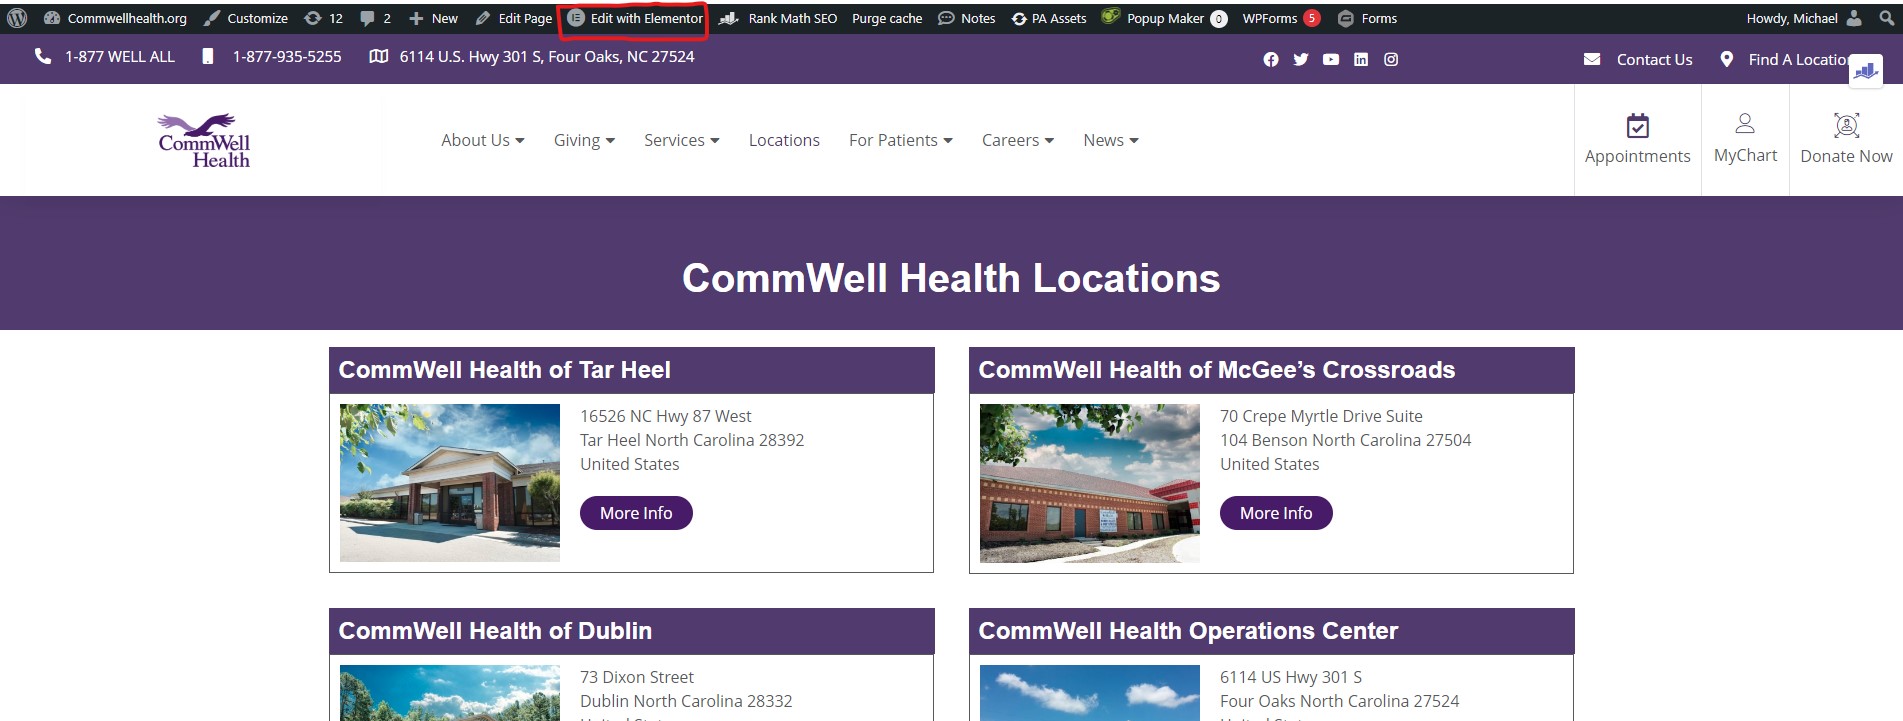 Commwellhealth.org Customize 12 2 New Edit Page Edit with Elementor Rank Math SEO Purge cache Notes PA Assets Popup Maker 0 WPForms 5 Forms Howdy, Michael
1-877 WELL ALL 1-877-935-5255 6114 U.S. Hwy 301 S, Four Oaks, NC 27524 Contact Us Find A
CommWell
Health
About Us Giving Services Locations For Patients Careers News
Appointments MyChart Donate Now
CommWell Health Locations
CommWell Health of Tar Heel
16526 NC Hwy 87 West
Tar Heel North Carolina 28392
United States
More Info
CommWell Health of McGee’s Crossroads
70 Crepe Myrtle Drive Suite
104 Benson North Carolina 27504
United States
More Info
CommWell Health of Dublin
73 Dixon Street
Dublin North Carolina 28332
CommWell Health Operations Center
6114 US Hwy 301 S
Four Oaks North Carolina 27524